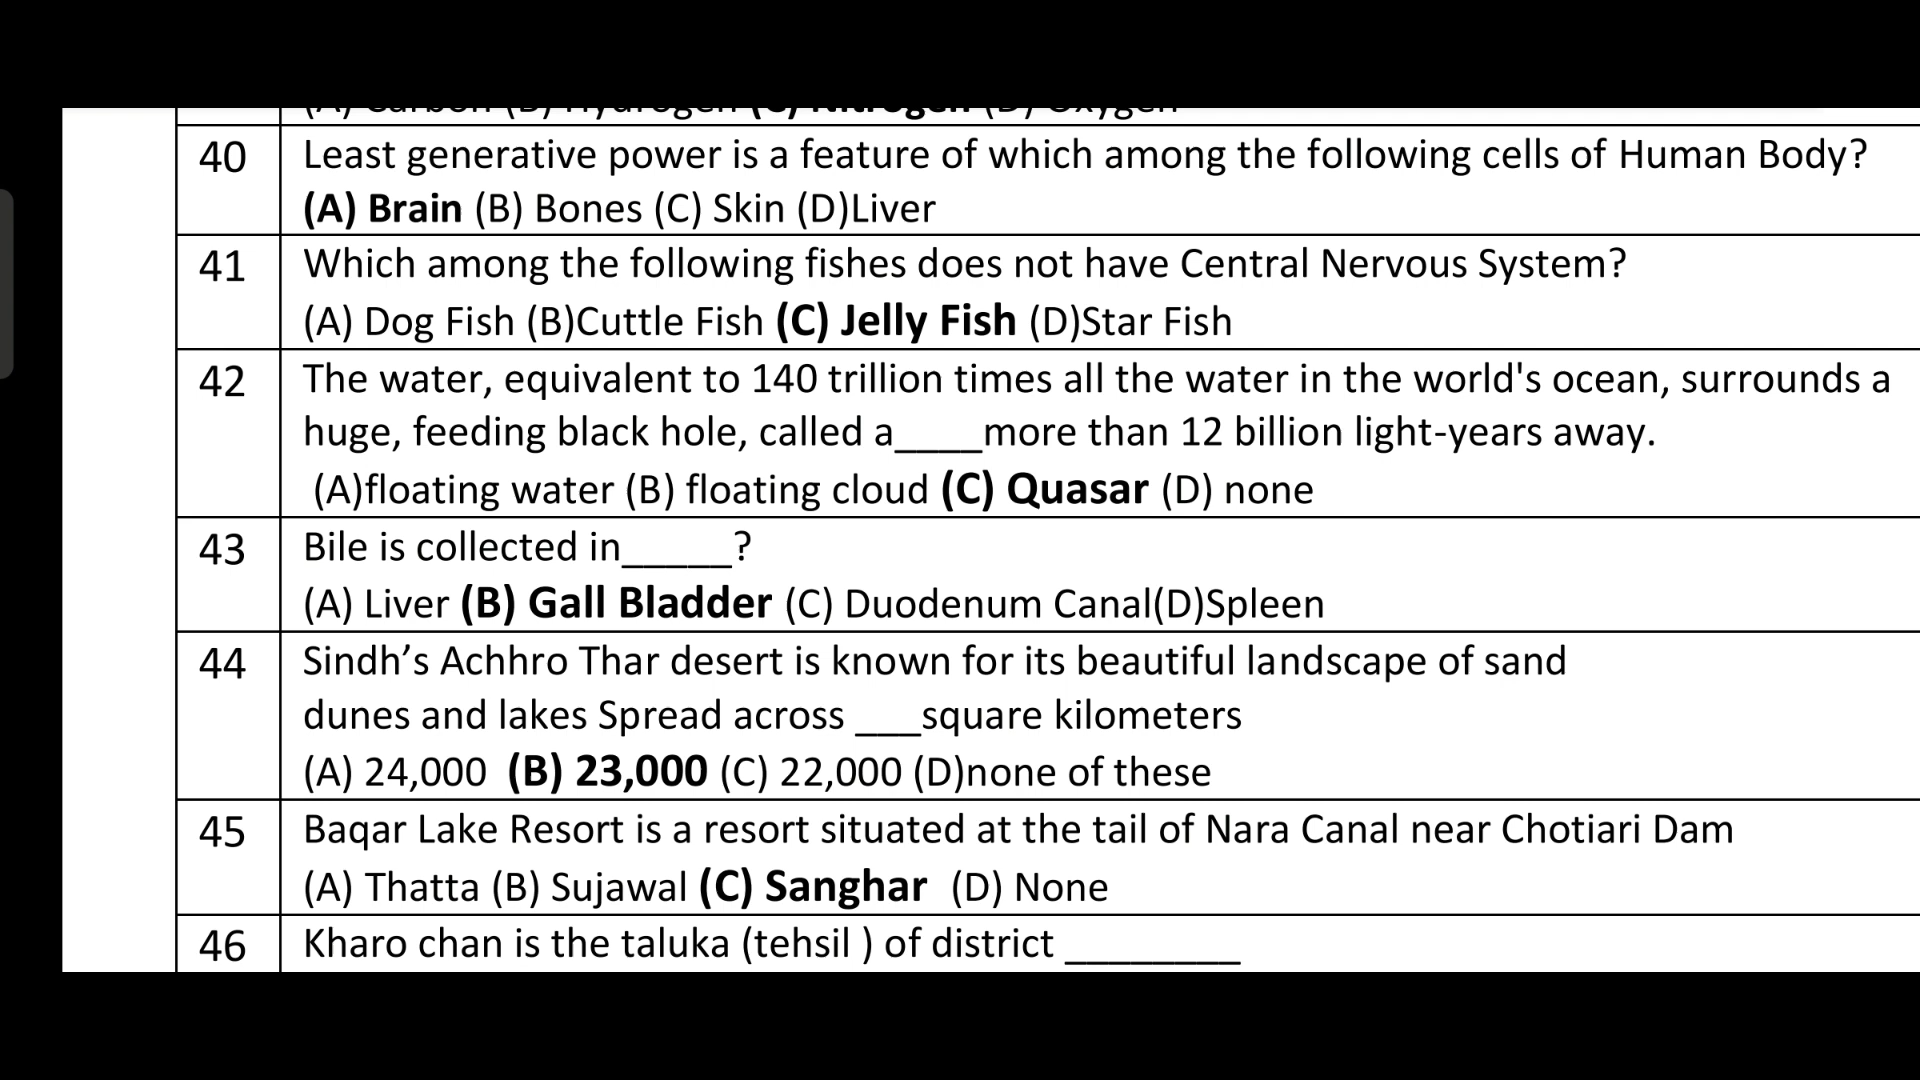 (A) Carbon (B) Hydrogen (C) Nitrogen (D) Oxygen
40 Least generative power is a feature of which among the following cells of Human Body?
(A) Brain (B) Bones (C) Skin (D)Liver
41 Which among the following fishes does not have Central Nervous System?
(A) Dog Fish (B)Cuttle Fish (C) Jelly Fish (D)Star Fish
42 The water, equivalent to 140 trillion times all the water in the world's ocean, surrounds a
huge, feeding black hole, called a____more than 12 billion light-years away.
(A)floating water (B) floating cloud (C) Quasar (D) none
43 Bile is collected in_____?
(A) Liver (B) Gall Bladder (C) Duodenum Canal(D)Spleen
44 Sindh’s Achhro Thar desert is known for its beautiful landscape of sand
dunes and lakes Spread across ___square kilometers
(A) 24,000 (B) 23,000 (C) 22,000 (D)none of these
45 Baqar Lake Resort is a resort situated at the tail of Nara Canal near Chotiari Dam
(A) Thatta (B) Sujawal (C) Sanghar (D) None
46 Kharo chan is the taluka (tehsil ) of district ________